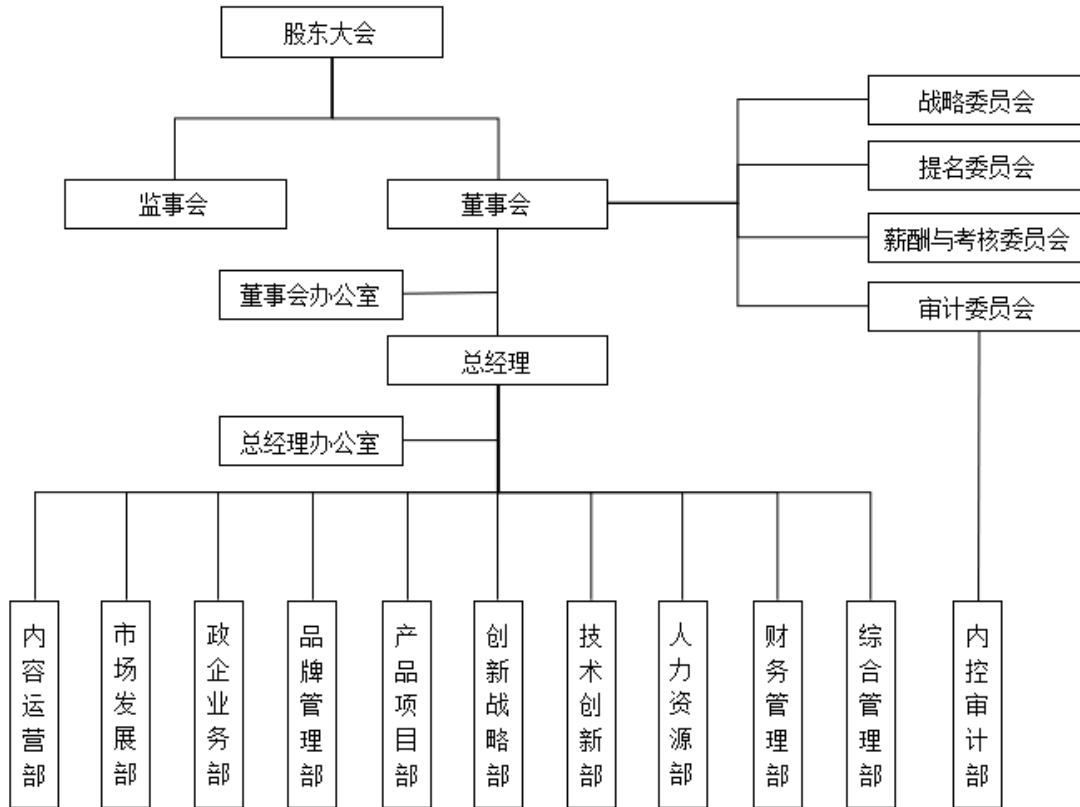 股东大会
战略委员会
提名委员会
监事会
董事会
薪酬与考核委员会
董事会办公室
审计委员会
总经理
总经理办公室
内容运营部
市场发展部
政企业务部
品牌管理部
产品项目部
创新战略部
技术创新部
人力资源部
财务管理部
综合管理部
内控审计部